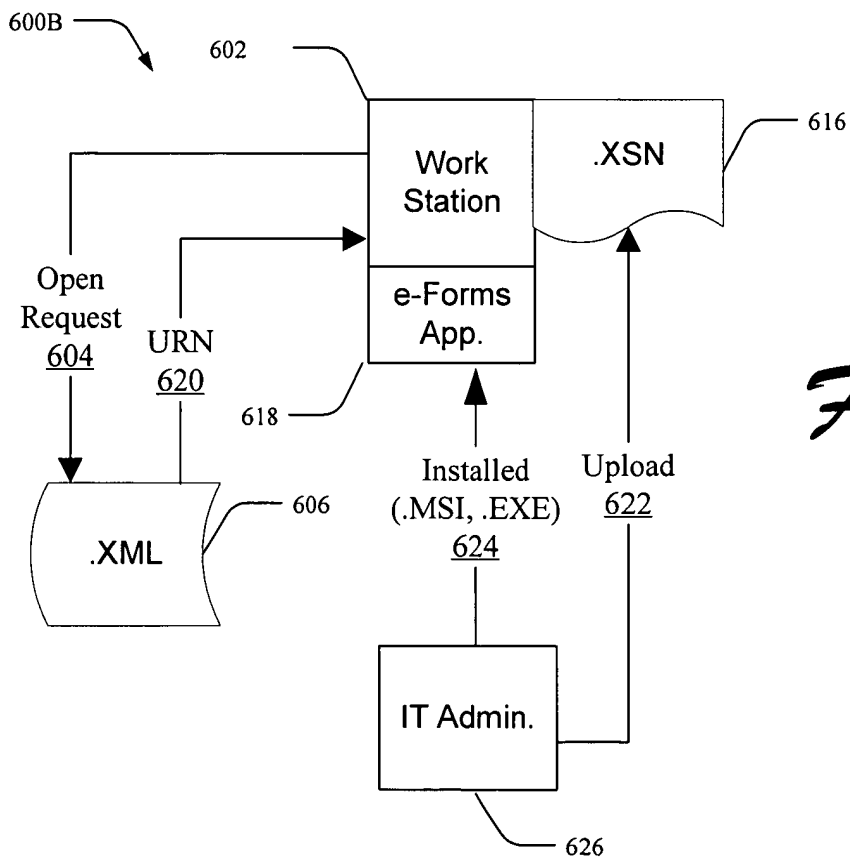 600B
602
616
Work
Station
.XSN
Open
Request
604
URN
620
e-Forms
App.
618
Installed
(.MSI, .EXE)
624
Upload
622
.XML
606
IT Admin.
626